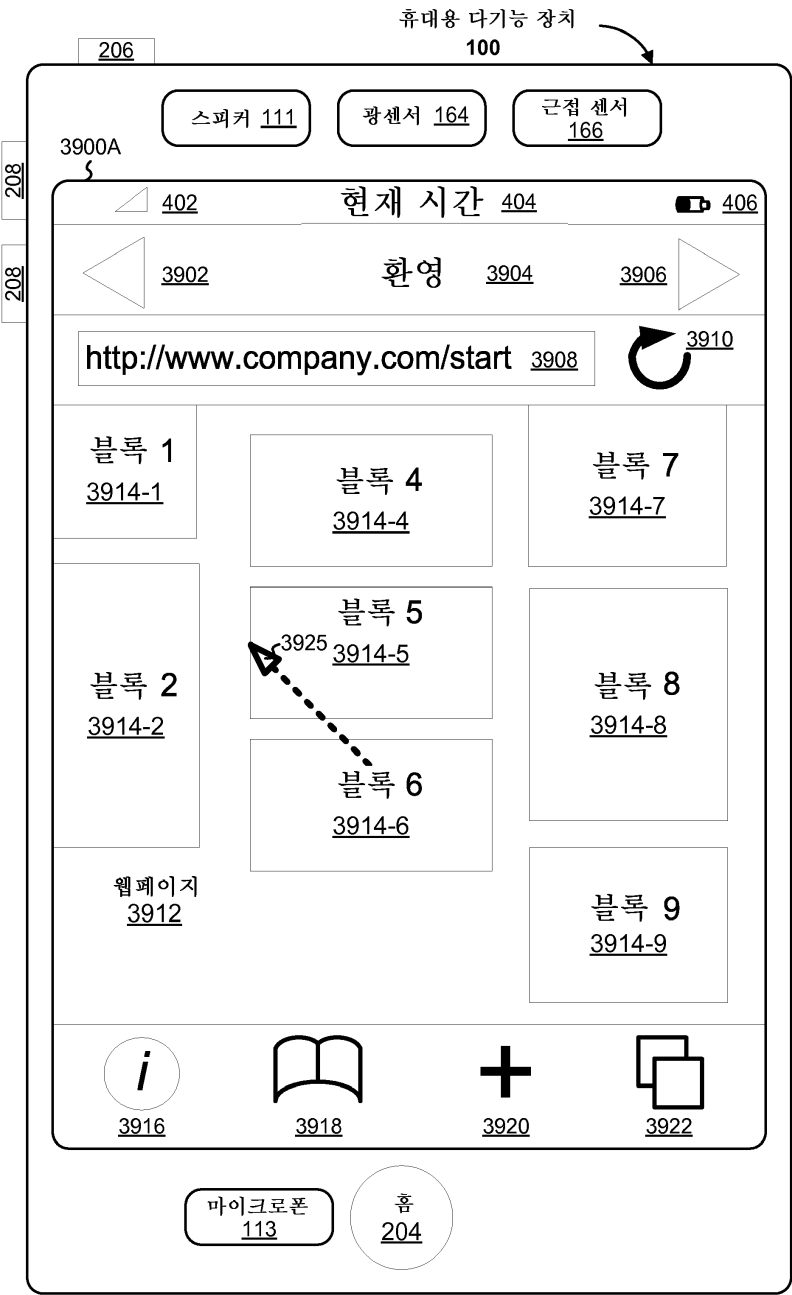 휴대용 다기능 장치
100
206
스피커 111
광센서 164
근접 센서
166
3900A
208
208
402
현재 시간 404
406
3902
환영 3904
3906
http://www.company.com/start 3908
3910
블록 1
3914-1
블록 4
3914-4
블록 7
3914-7
블록 5
3925
3914-5
블록 2
3914-2
블록 8
3914-8
블록 6
3914-6
웹페이지
3912
블록 9
3914-9
i
3916
3918
3920
3922
마이크로폰
113
홈
204